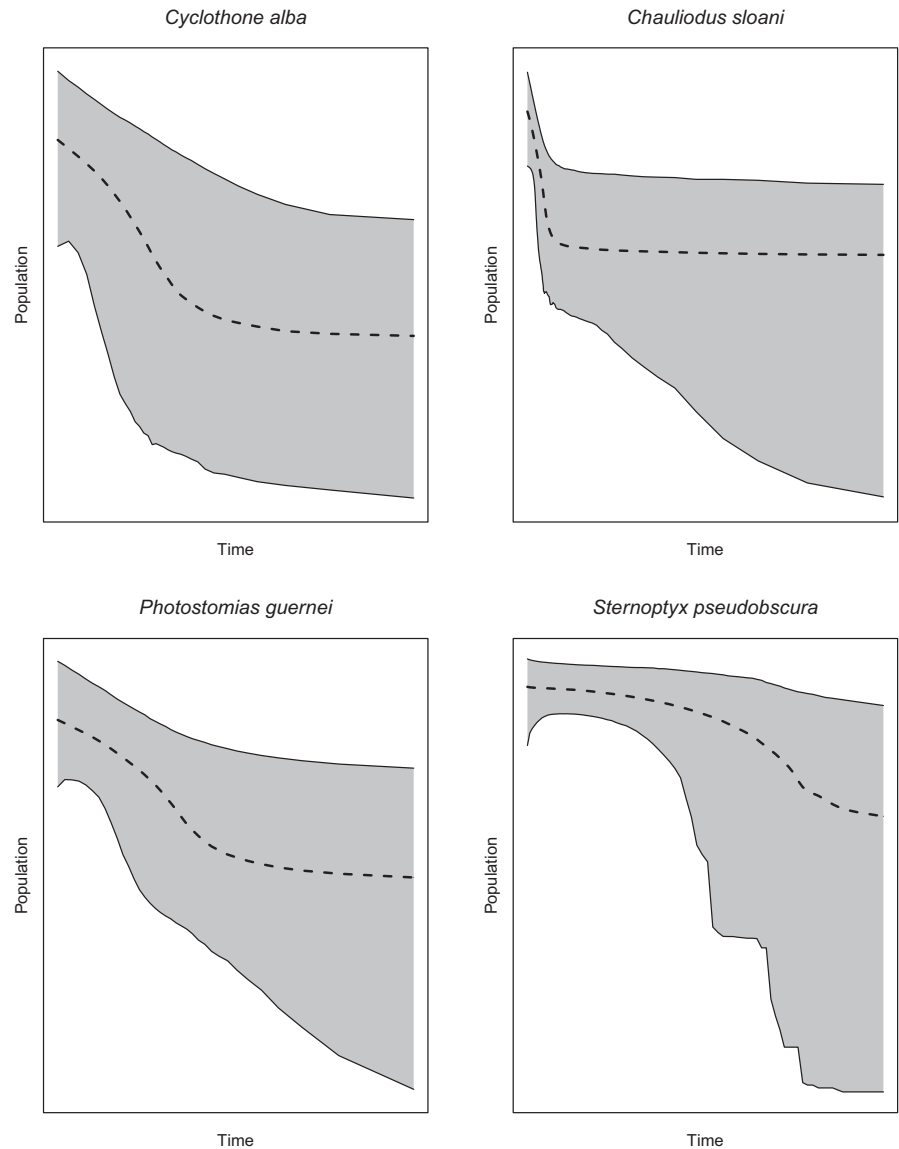 Cyclothone alba
Chauliodus sloani
Population
Population
Time
Time
Photostomias guernei
Sternoptyx pseudobscura
Population
Population
Time
Time